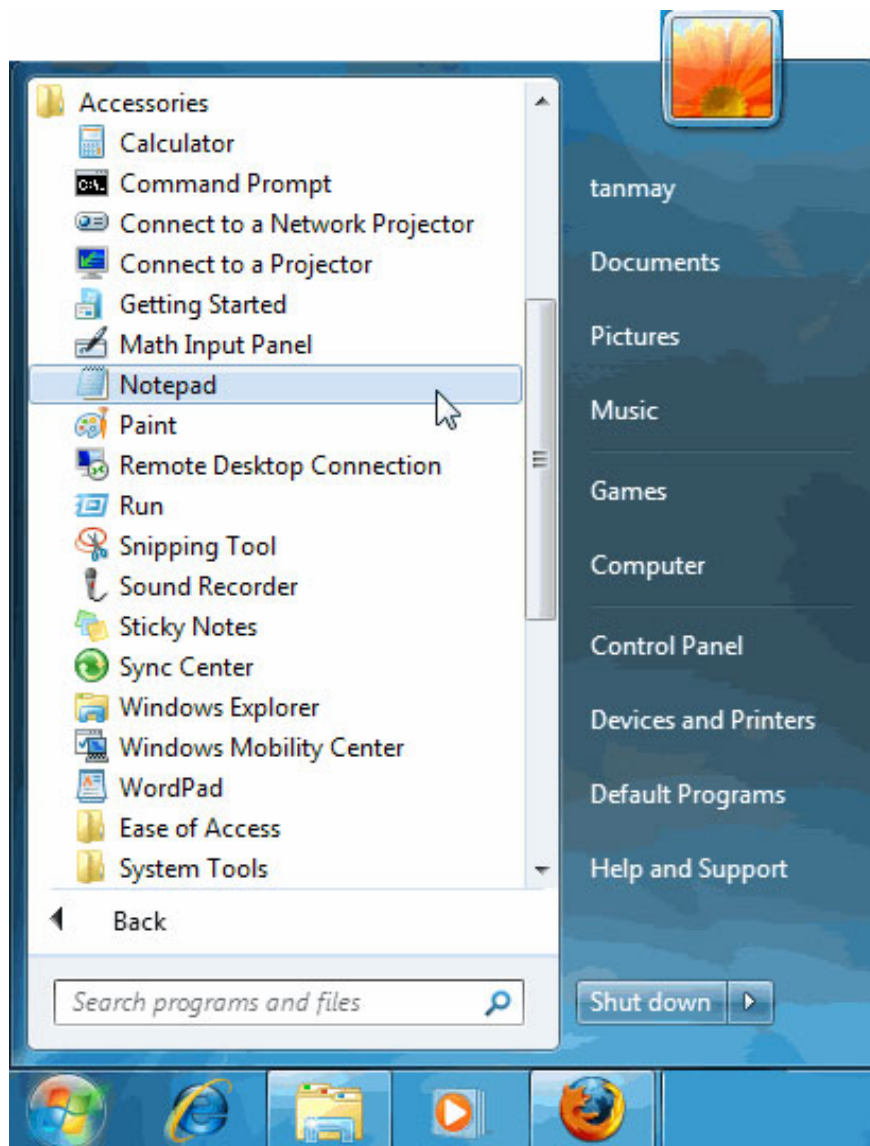 Accessories
Calculator
C:\.
Command Prompt
Connect to a Network Projector
Connect to a Projector
Getting Started
Math Input Panel
Notepad
Paint
Remote Desktop Connection
Run
Snipping Tool
Sound Recorder
Sticky Notes
Sync Center
Windows Explorer
Windows Mobility Center
WordPad
Ease of Access
System Tools
Back
Search programs and files
tanmay
Documents
Pictures
Music
Games
Computer
Control Panel
Devices and Printers
Default Programs
Help and Support
Shut down